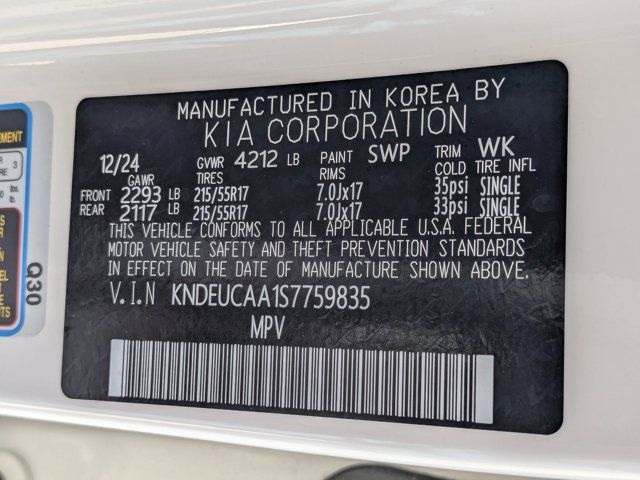 MANUFACTURED IN KOREA BY
KIA CORPORATION
12/24 GVWR 4212 LB PAINT SWP TRIM WK
GAWR TIRES RIMS COLD TIRE INFL
FRONT 2293 LB 215/55R17 7.0Jx17 35psi SINGLE
REAR 2117 LB 215/55R17 7.0Jx17 33psi SINGLE
THIS VEHICLE CONFORMS TO ALL APPLICABLE U.S.A. FEDERAL
MOTOR VEHICLE SAFETY AND THEFT PREVENTION STANDARDS
IN EFFECT ON THE DATE OF MANUFACTURE SHOWN ABOVE.
V.I.N KNDEUCAA1S7759835
MPV
Q30
EMENT
3